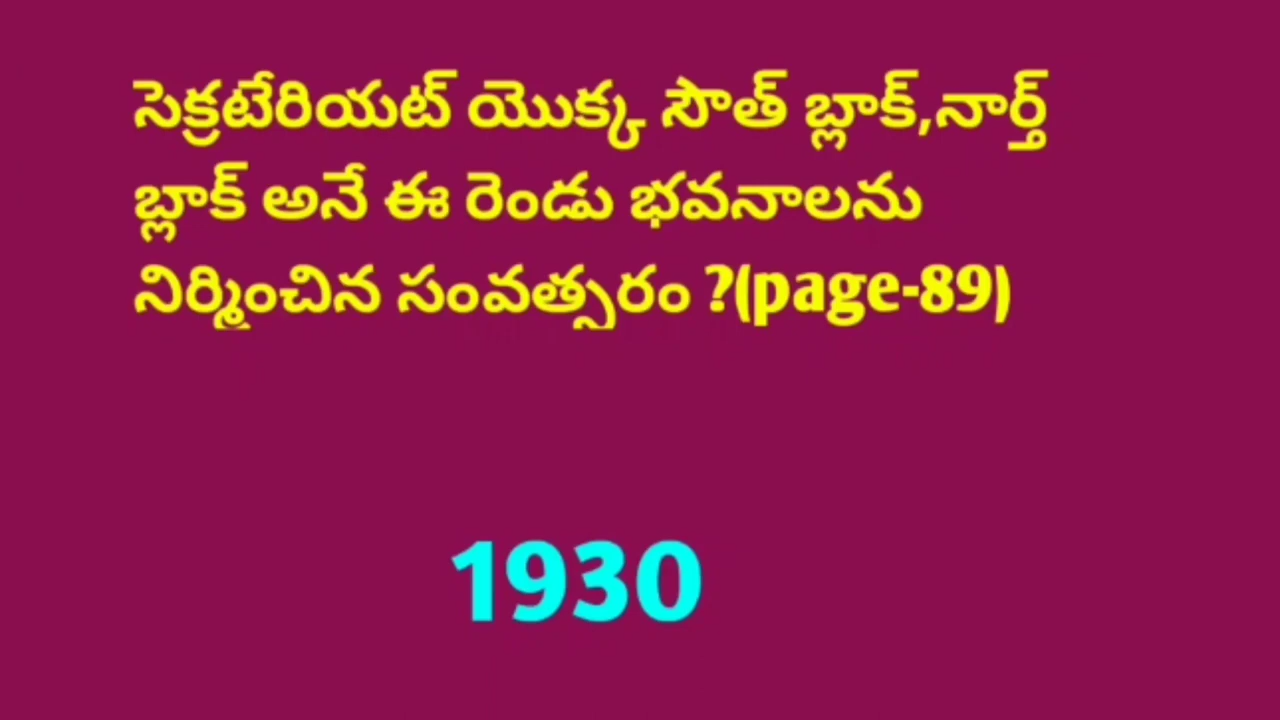 సెక్రటేరియట్ యొక్క సౌత్ బ్లాక్,నార్త్
బ్లాక్ అనే ఈ రెండు భవనాలను
నిర్మించిన సంవత్సరం ?(page-89)
1930